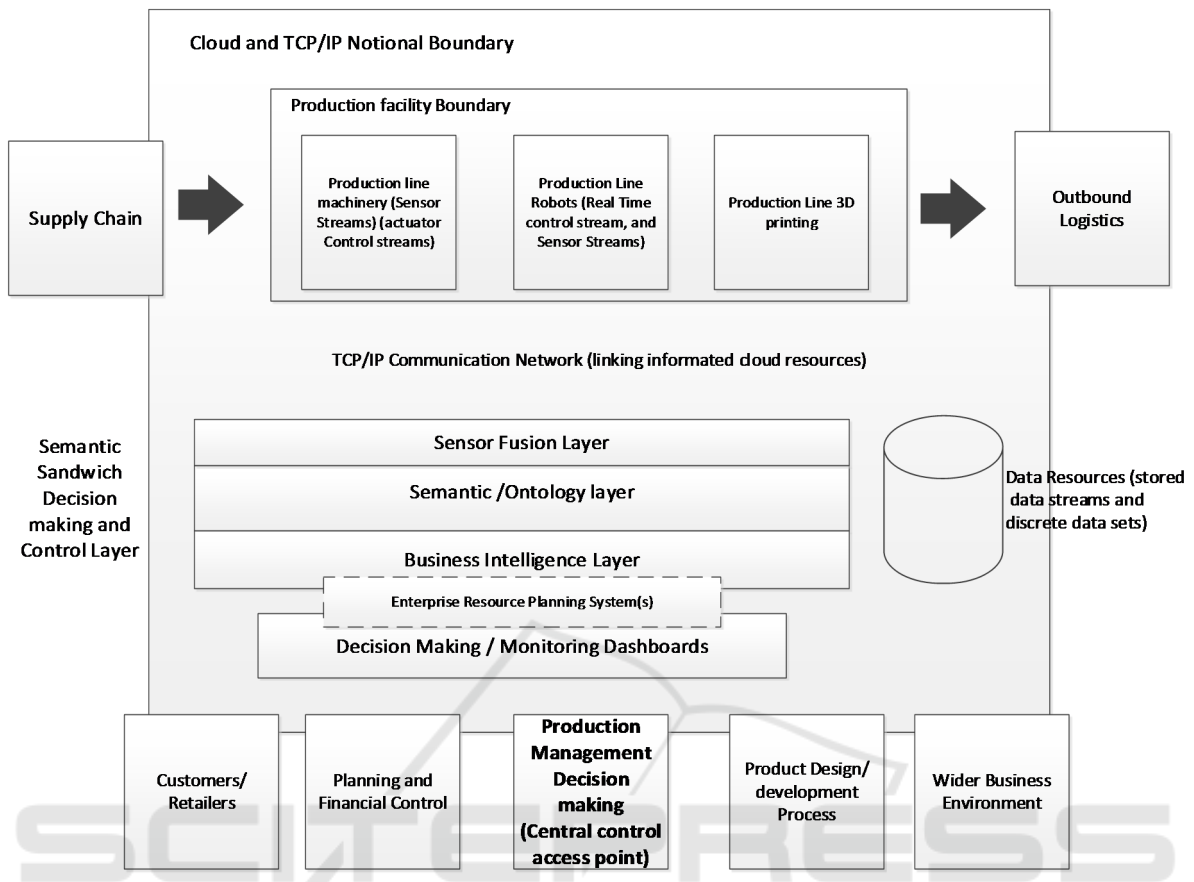 Cloud and TCP/IP Notional Boundary
Production facility Boundary
Supply Chain
Production line
machinery (Sensor
Streams) (actuator
Control streams)
Production Line
Robots (Real Time
control stream, and
Sensor Streams)
Production Line 3D
printing
Outbound
Logistics
TCP/IP Communication Network (linking informated cloud resources)
Semantic
Sandwich
Decision
making and
Control Layer
Sensor Fusion Layer
Semantic /Ontology layer
Business Intelligence Layer
Enterprise Resource Planning System(s)
Decision Making / Monitoring Dashboards
Data Resources (stored
data streams and
discrete data sets)
Customers/
Retailers
Planning and
Financial Control
Production
Management
Decision
making
(Central control
access point)
Product Design/
development
Process
Wider Business
Environment
SCITEPRESS